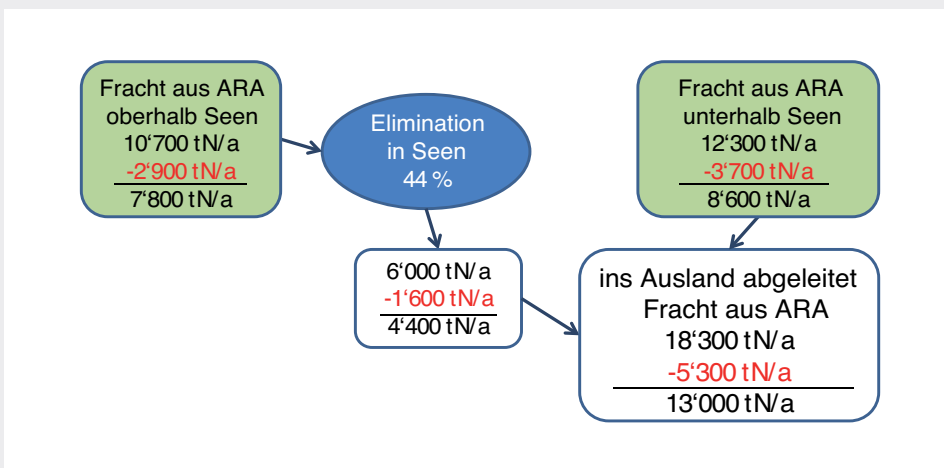 Fracht aus ARA
oberhalb Seen
10‘700 tN/a
-2‘900 tN/a
7‘800 tN/a
Elimination
in Seen
44 %
Fracht aus ARA
unterhalb Seen
12‘300 tN/a
-3‘700 tN/a
8‘600 tN/a
6‘000 tN/a
-1‘600 tN/a
4‘400 tN/a
ins Ausland abgeleitet
Fracht aus ARA
18‘300 tN/a
-5‘300 tN/a
13‘000 tN/a